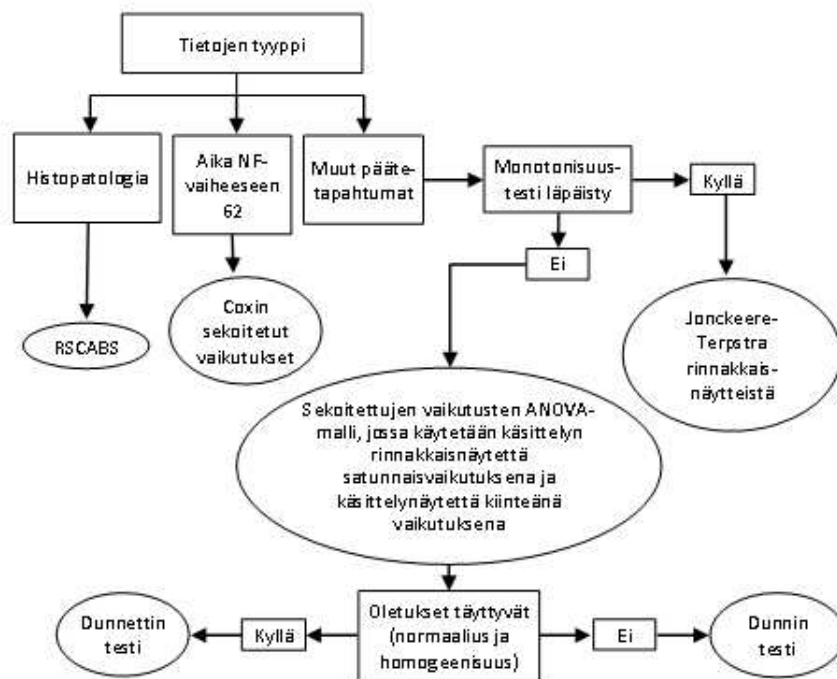 Tietojen tyyppi
Histopatologia
Aika NF-
vaiheeseen
62
Muut pääte-
tapahtumat
Monotonisuus-
testi läpäisty
Kyllä
Ei
RSCABS
Coxin
sekoitetut
vaikutukset
Jonckeere-
Terpstra
rinnakkais-
näytteistä
Sekoitettujen vaikutusten ANOVA-
malli, jossa käytetään käsittelyn
rinnakkaisnäytettä
satunnaisvaikutuksena ja
käsittelynäytettä kiinteänä
vaikutuksena
Dunnettin
testi
Kyllä
Oletukset täyttyvät
(normaalius ja
homogeenisuus)
Ei
Dunnin
testi